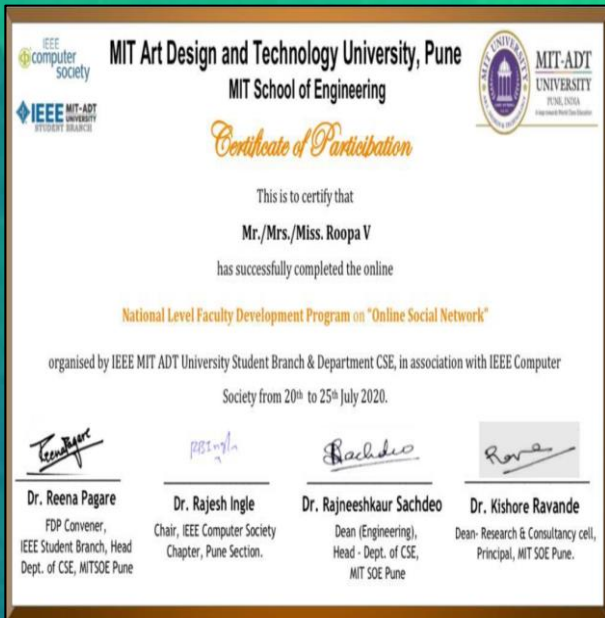 IEEE
computer
society
MIT Art Design and Technology University, Pune
MIT School of Engineering
IEEE MIT-ADT
UNIVERSITY
STUDENT BRANCH
MIT UNIVERSITY
MIT-ADT
UNIVERSITY
PUNE, INDIA
Certificate of Participation
This is to certify that
Mr./Mrs./Miss. Roopa V
has successfully completed the online
National Level Faculty Development Program on "Online Social Network"
organised by IEEE MIT ADT University Student Branch & Department CSE, in association with IEEE Computer
Society from 20th to 25th July 2020.
ReenaPagare
RBIngle
Sachdeo
Dr. Reena Pagare
FDP Convener,
IEEE Student Branch, Head
Dept. of CSE, MITSOE Pune
Dr. Rajesh Ingle
Chair, IEEE Computer Society
Chapter, Pune Section.
Dr. Rajneeshkaur Sachdeo
Dean (Engineering),
Head - Dept. of CSE,
MIT SOE Pune
Dr. Kishore Ravande
Dean- Research & Consultancy cell,
Principal, MIT SOE Pune.